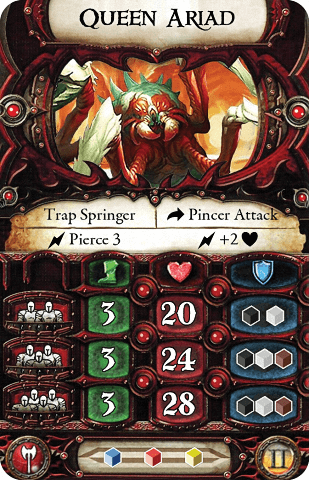 Queen Ariad
Trap Springer Pincer Attack
Pierce 3 +2
3 20
3 24
3 28
II